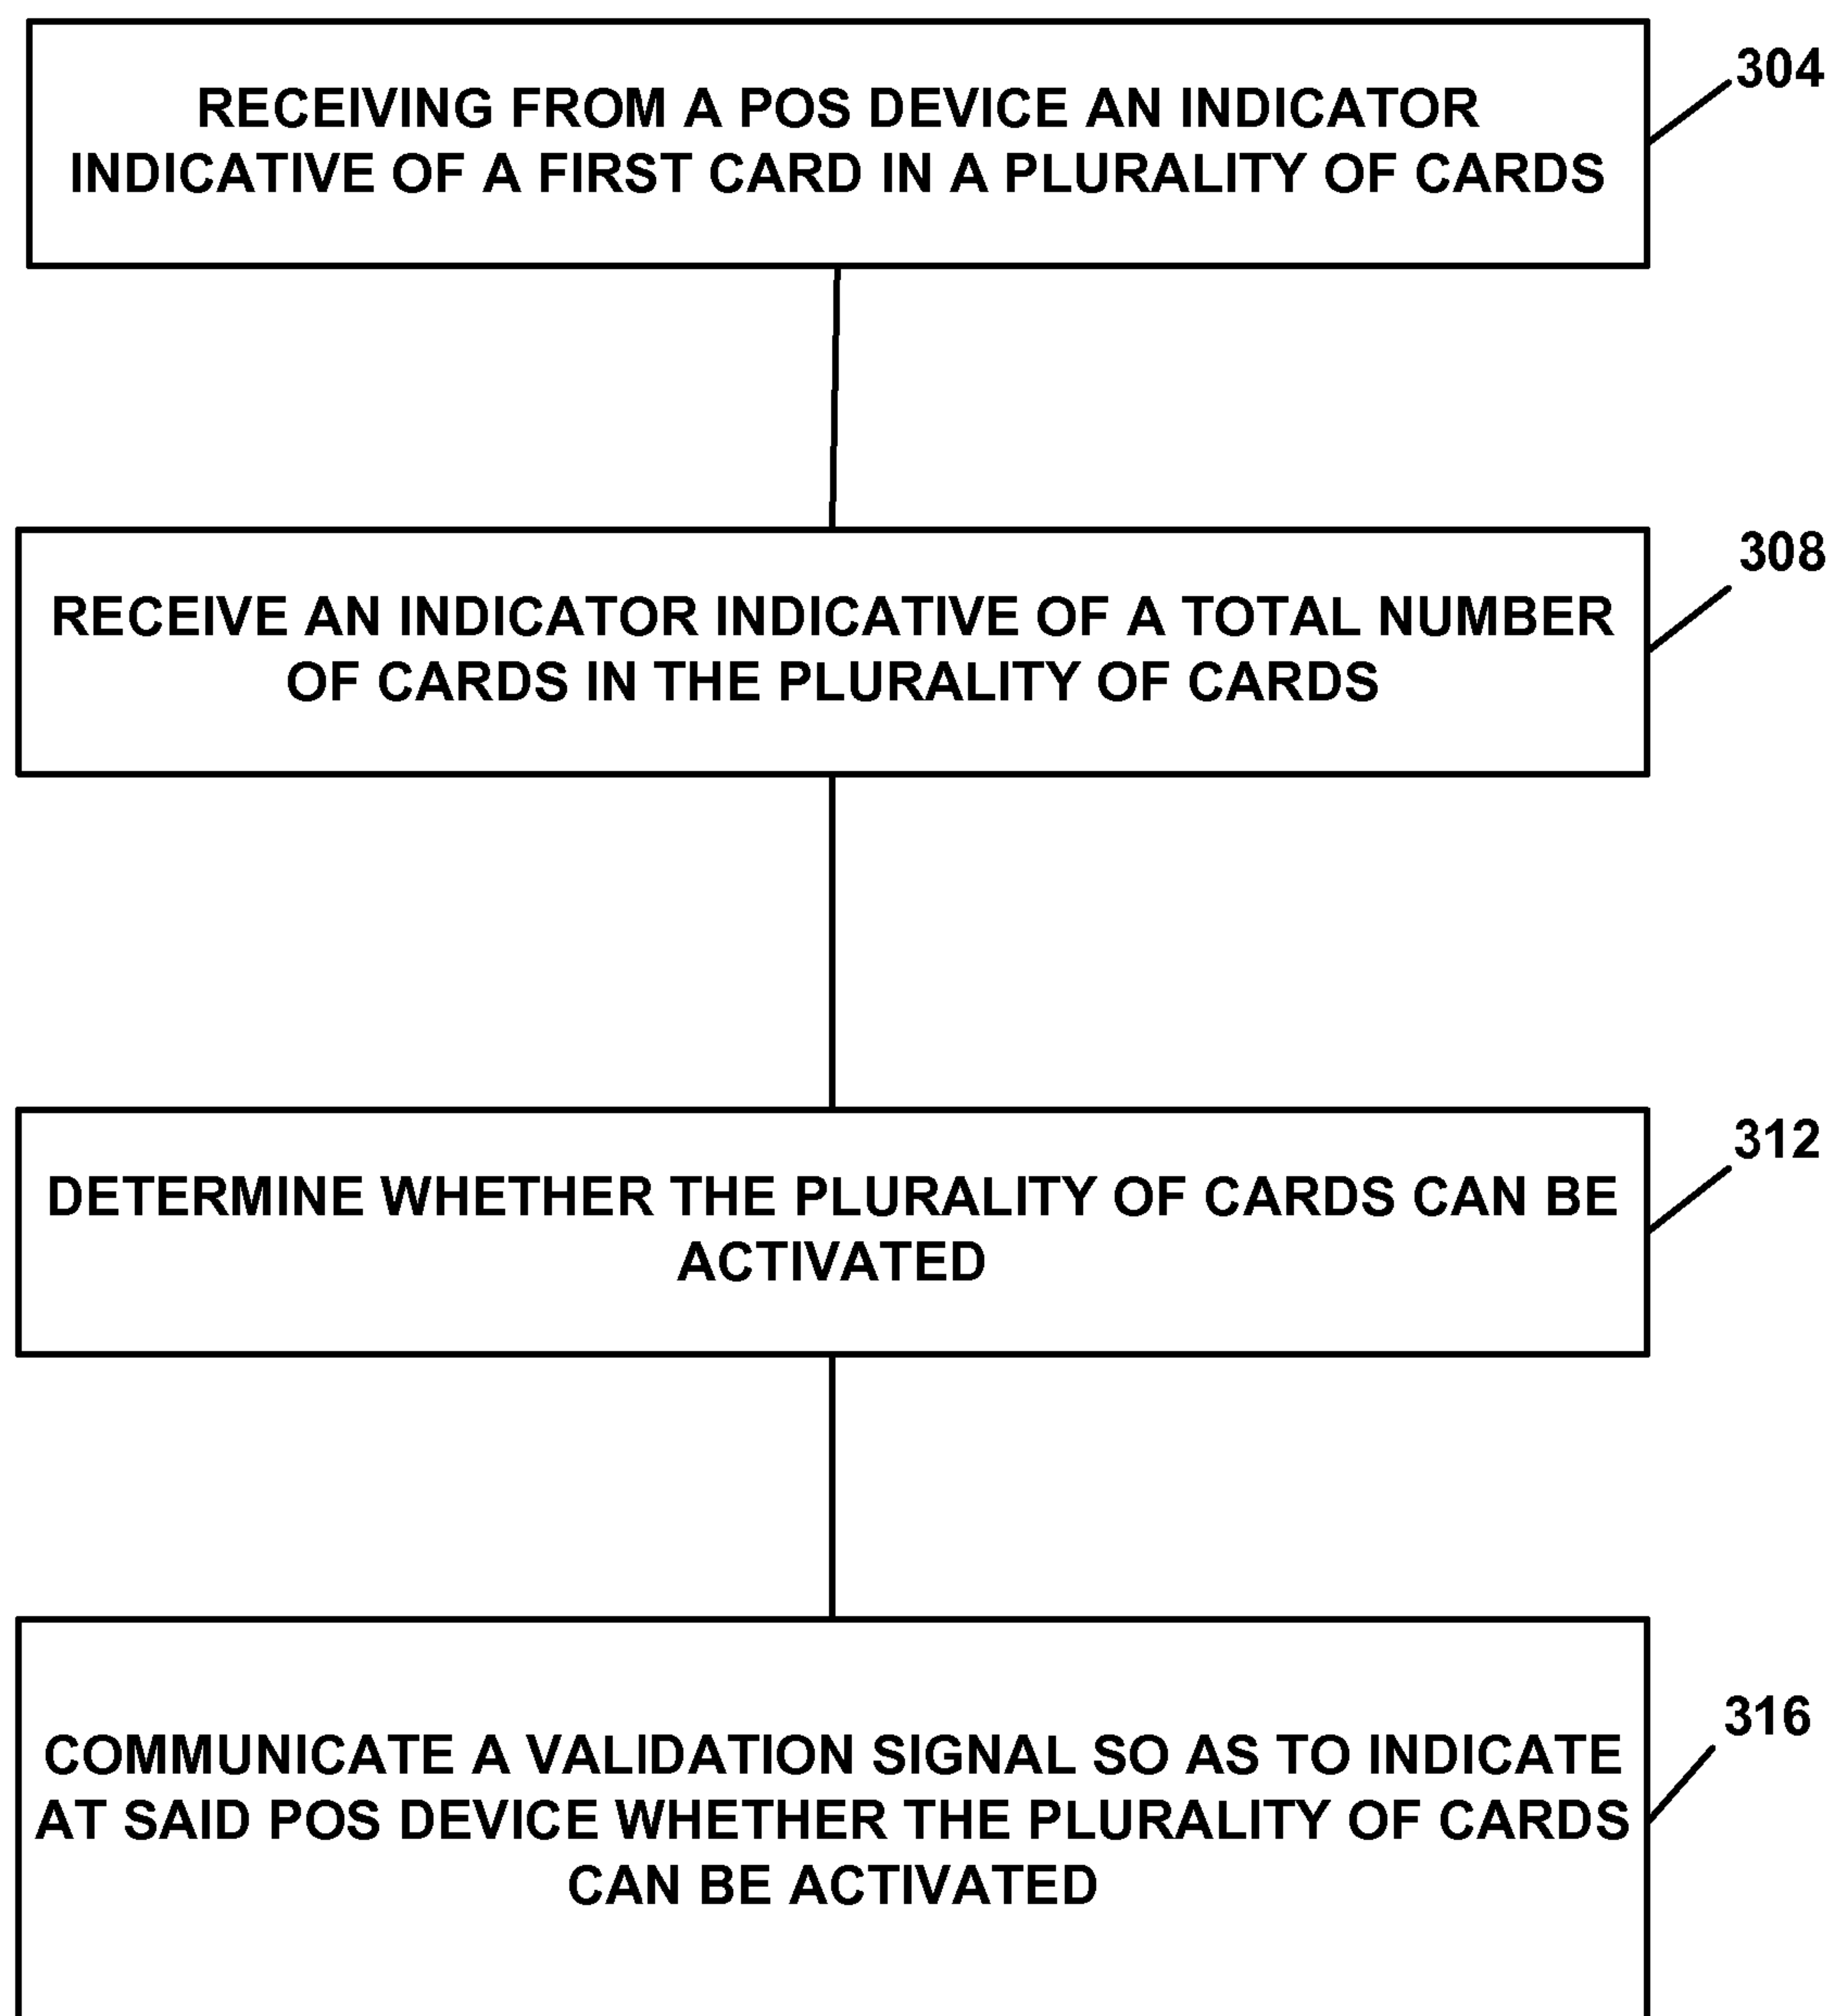 RECEIVING FROM A POS DEVICE AN INDICATOR
INDICATIVE OF A FIRST CARD IN A PLURALITY OF CARDS
304
RECEIVE AN INDICATOR INDICATIVE OF A TOTAL NUMBER
OF CARDS IN THE PLURALITY OF CARDS
308
DETERMINE WHETHER THE PLURALITY OF CARDS CAN BE
ACTIVATED
312
COMMUNICATE A VALIDATION SIGNAL SO AS TO INDICATE
AT SAID POS DEVICE WHETHER THE PLURALITY OF CARDS
CAN BE ACTIVATED
316